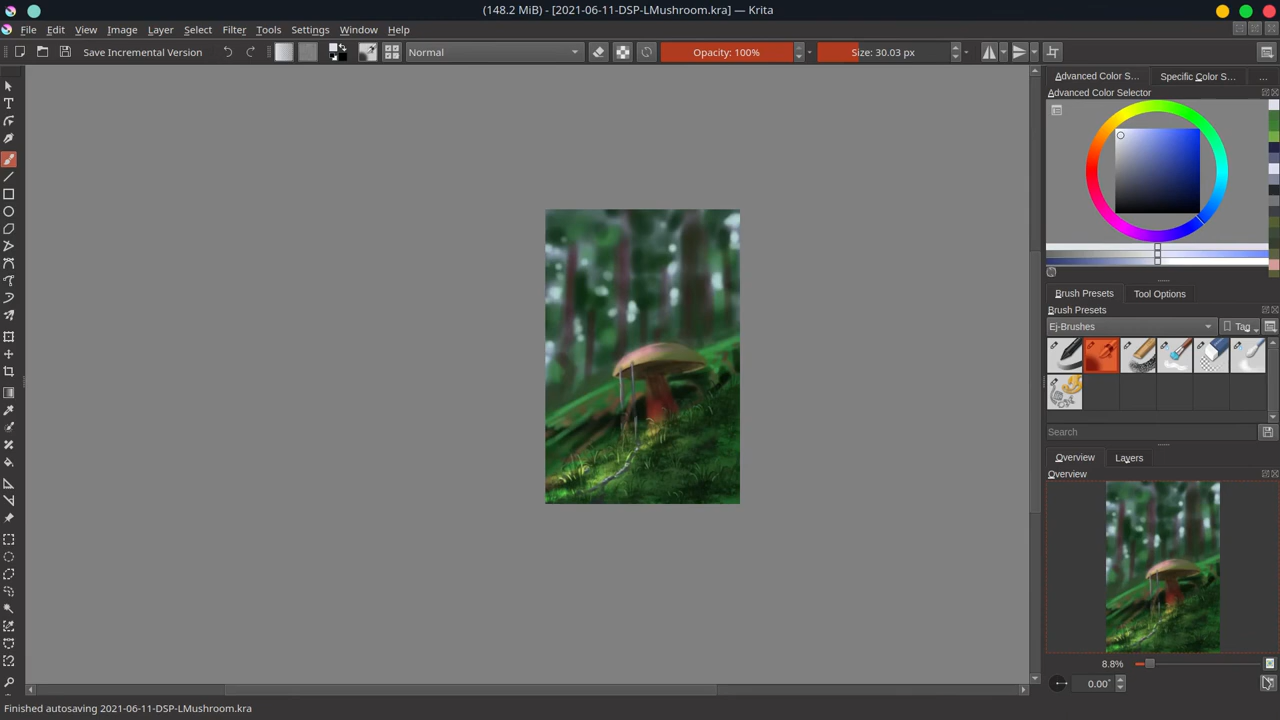 (148.2 MiB) - [2021-06-11-DSP-LMushroom.kra] — Krita
File Edit View Image Layer Select Filter Tools Settings Window Help
Save Incremental Version
Normal
Opacity: 100%
Size: 30.03 px
Advanced Color S...
Specific Color S...
...
Advanced Color Selector
Brush Presets
Tool Options
Brush Presets
Ej-Brushes
Tag
Search
Overview
Layers
Overview
8.8%
0.00°
Finished autosaving 2021-06-11-DSP-LMushroom.kra